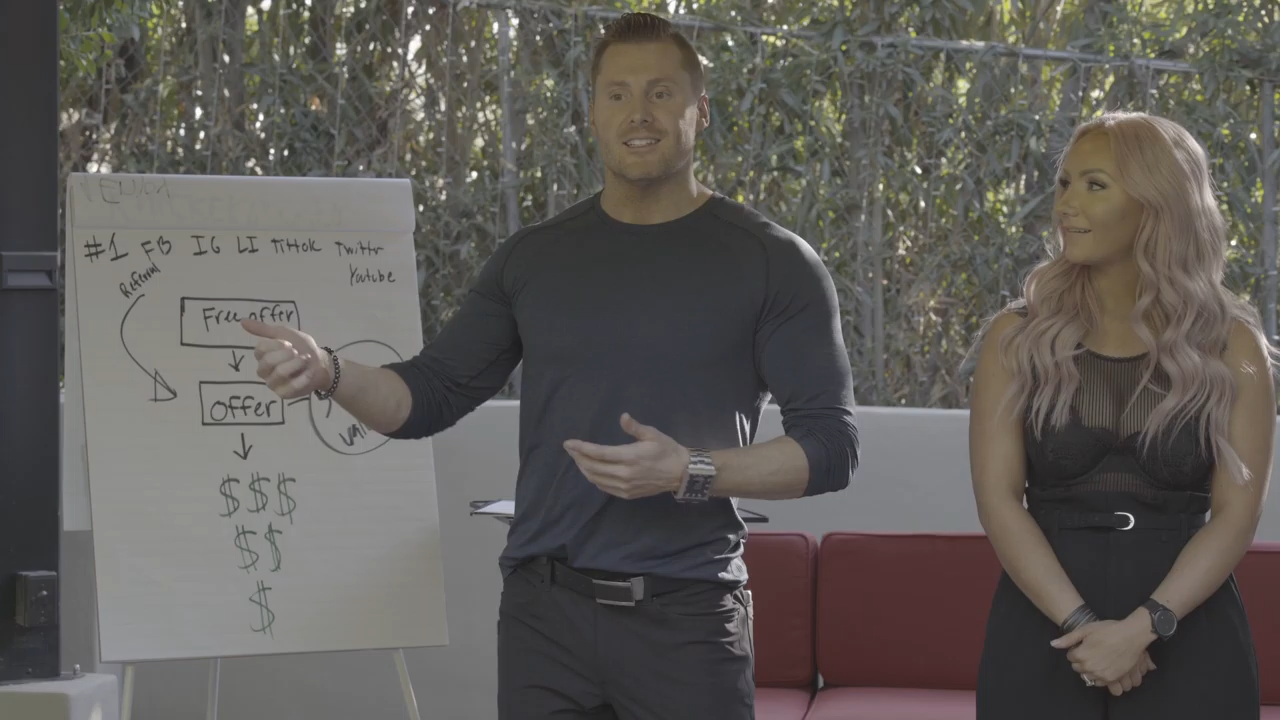 #1 FB IG LI TikTok Twitter
Youtube
Referral
Free offer
offer
$ $ $
$ $
$